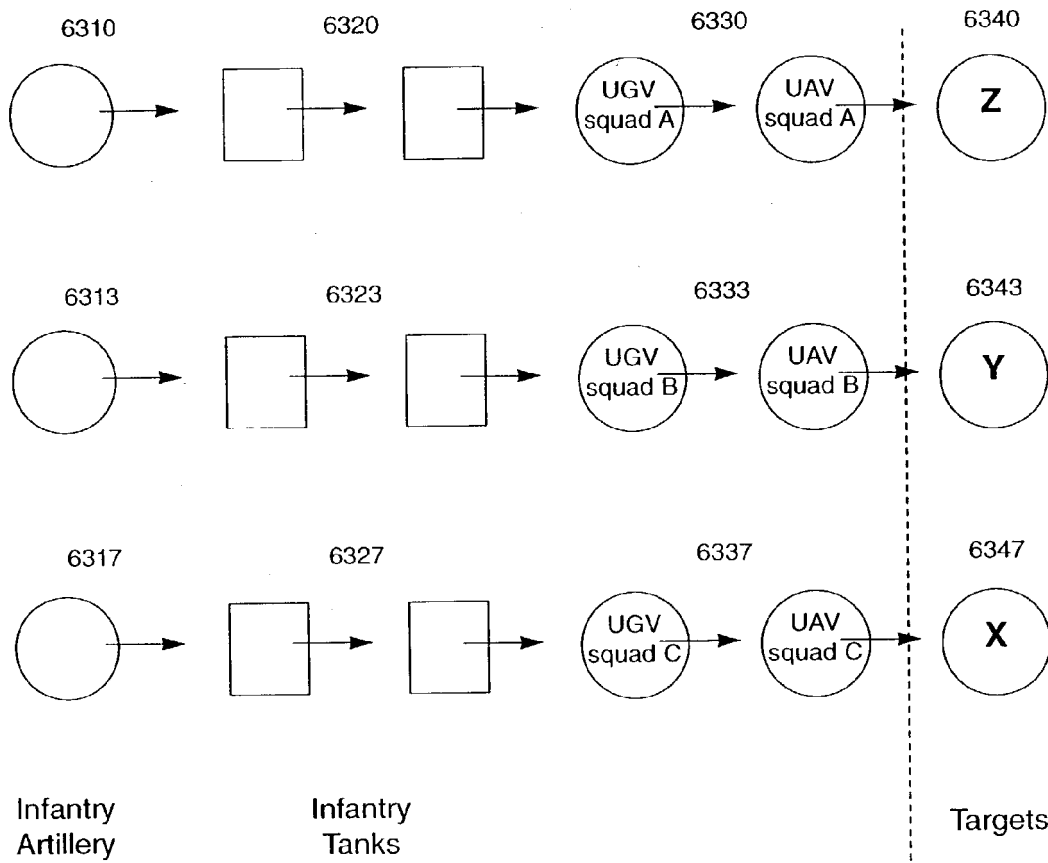 6310 6320 6330 6340
UGV
squad A
UAV
squad A
Z
6313 6323 6333 6343
UGV
squad B
UAV
squad B
Y
6317 6327 6337 6347
UGV
squad C
UAV
squad C
X
Infantry
Artillery
Infantry
Tanks
Targets